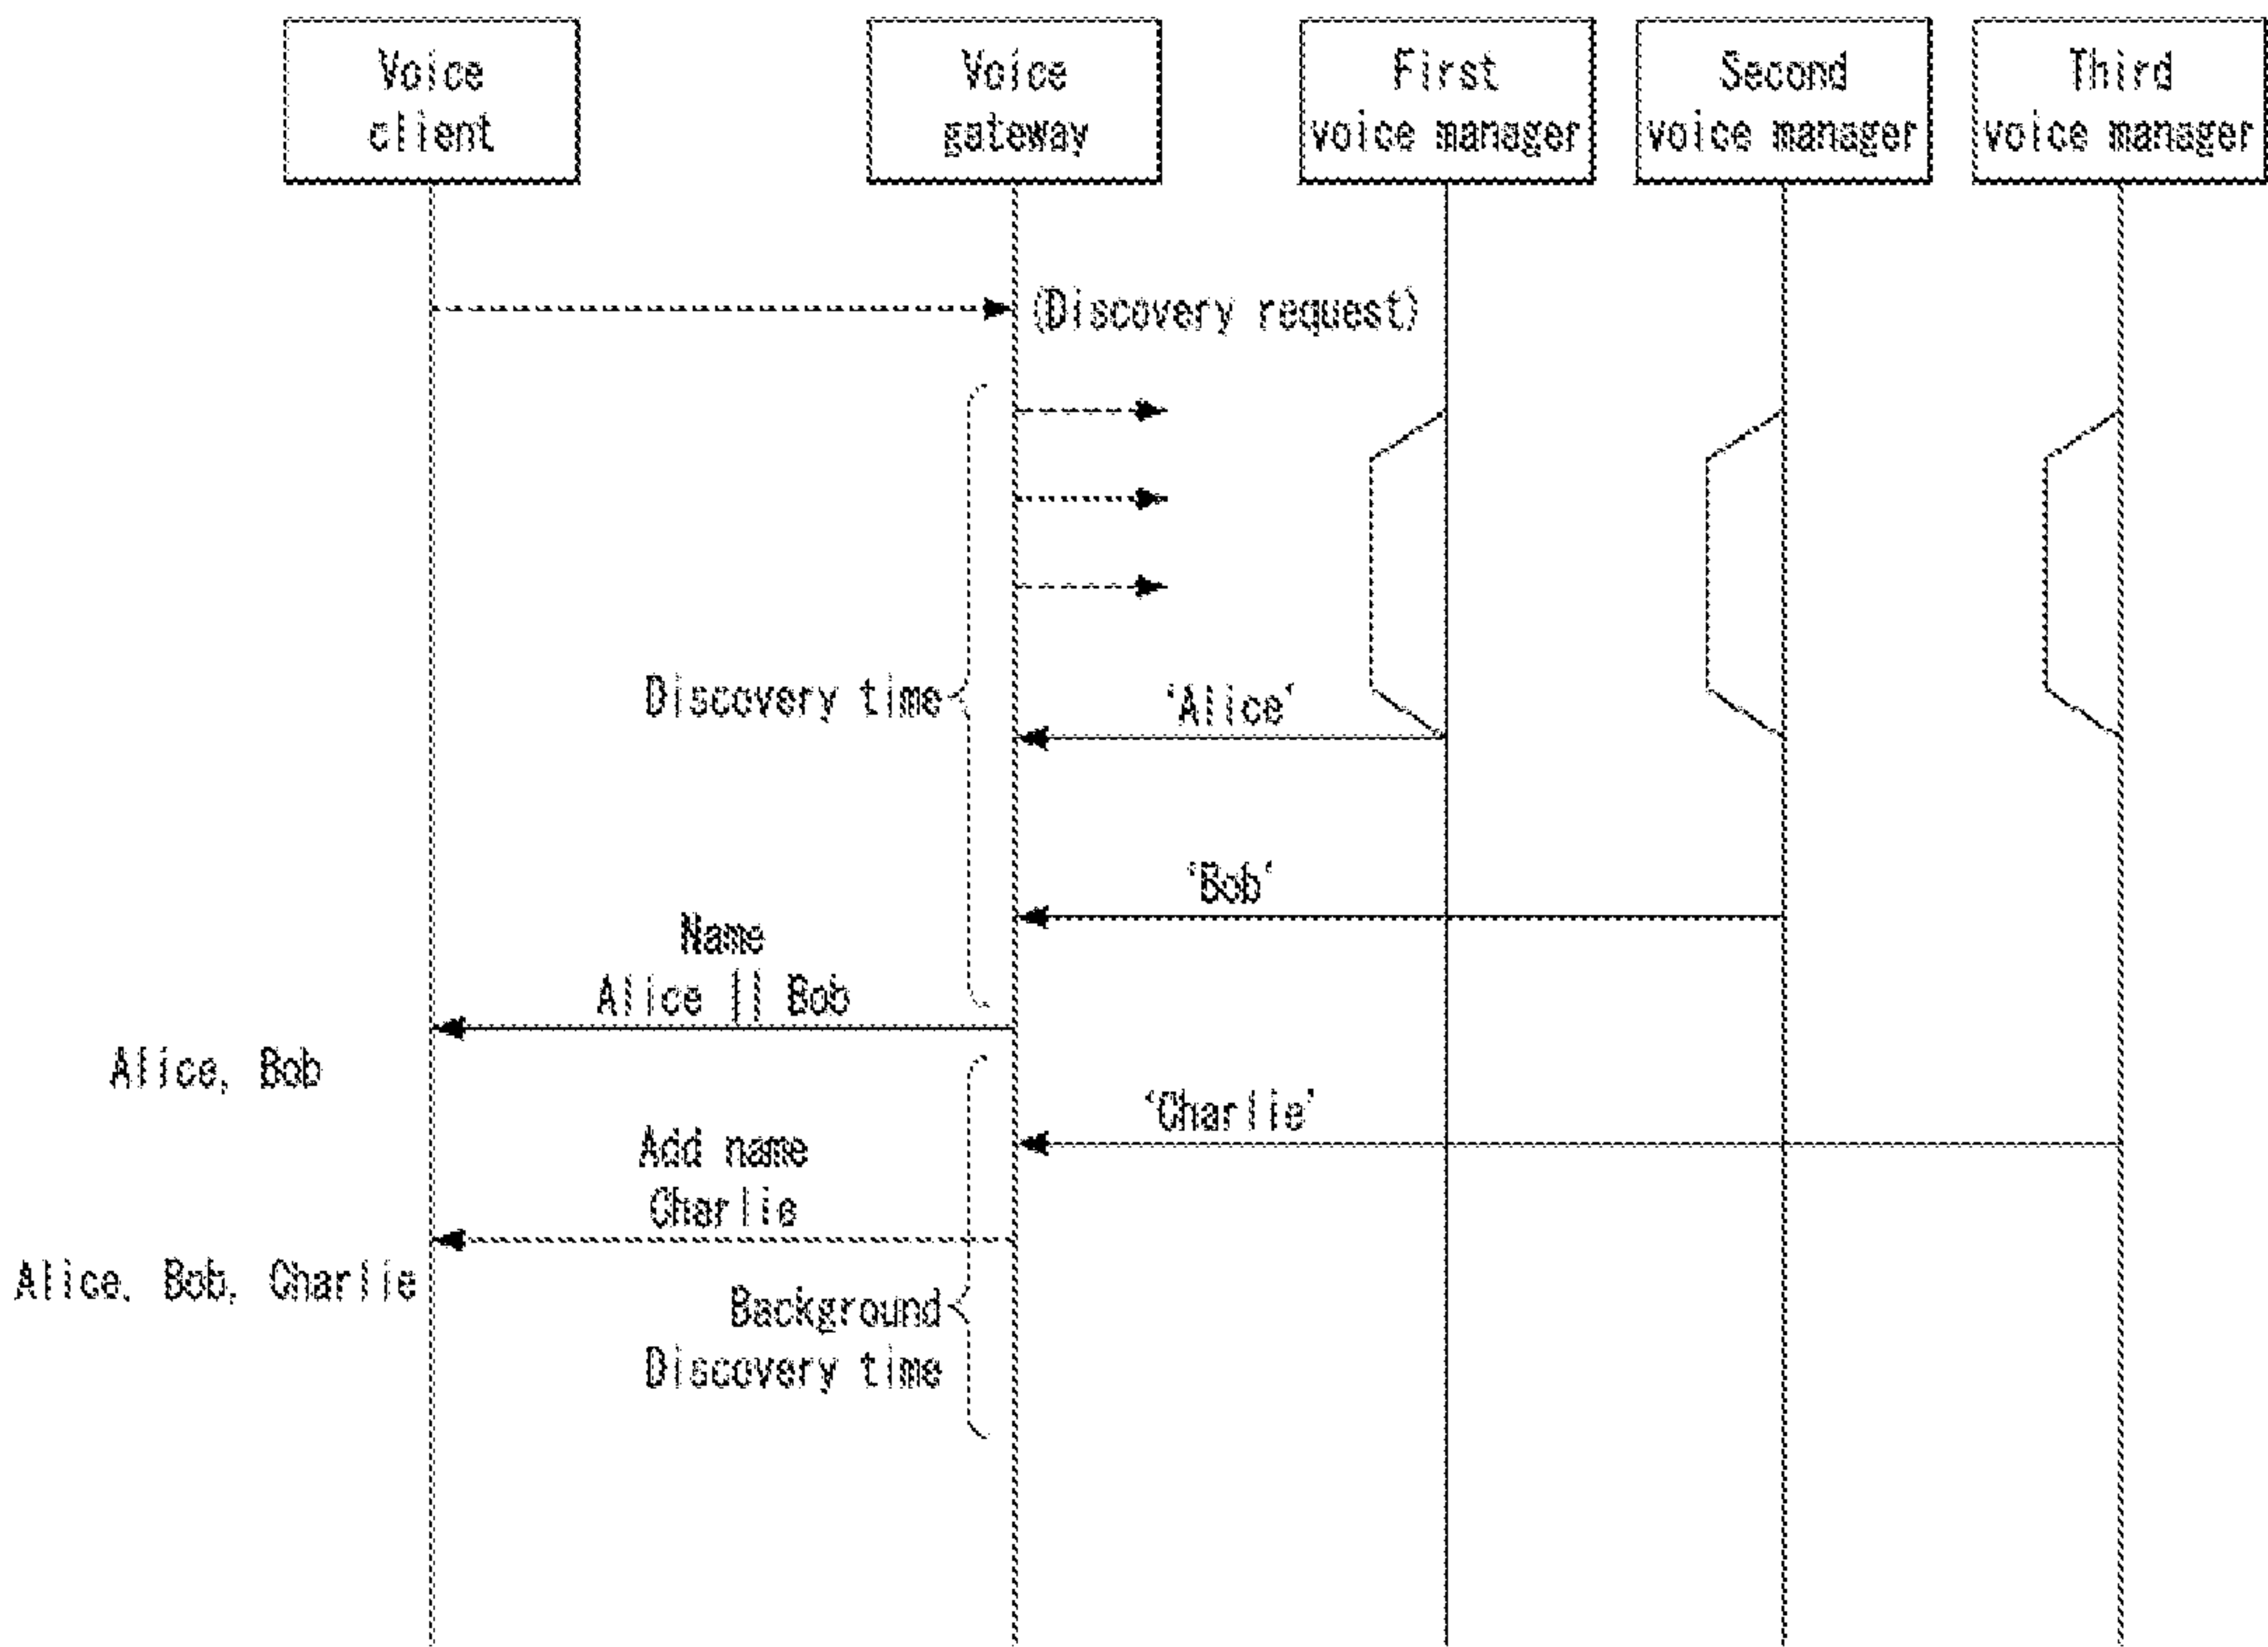 Voice
client
Voice
gateway
First
voice manager
Second
voice manager
Third
voice manager
(Discovery request)
Discovery time
‘Alice‘
‘Bob‘
Name
Alice || Bob
Alice, Bob
‘Charlie’
Add name
Charlie
Alice, Bob, Charlie
Background
Discovery time